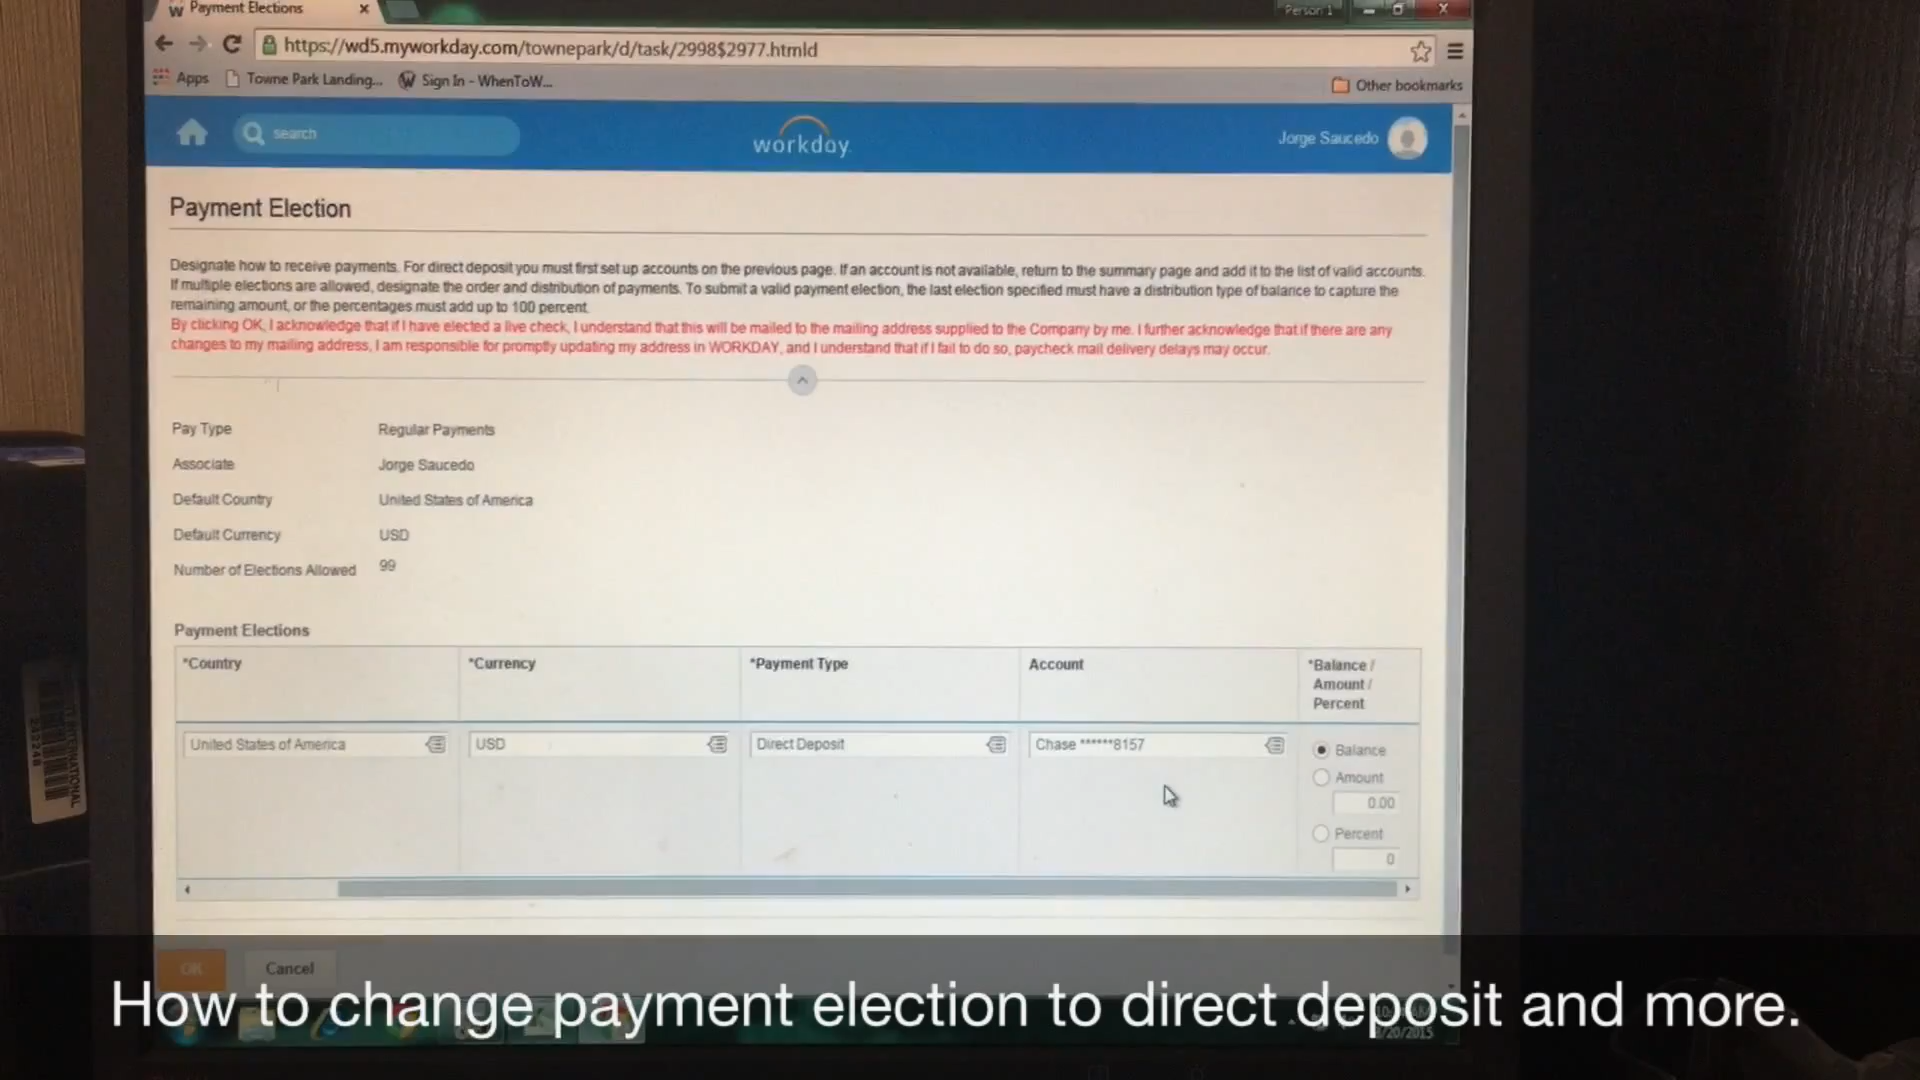 Payment Elections
Person 1
https://wd5.myworkday.com/townepark/d/task/2998$2977.htmld
Apps
Towne Park Landing...
Sign In - WhenToW...
Other bookmarks
search
workday
Jorge Saucedo
Payment Election
Designate how to receive payments. For direct deposit you must first set up accounts on the previous page. If an account is not available, return to the summary page and add it to the list of valid accounts.
If multiple elections are allowed, designate the order and distribution of payments. To submit a valid payment election, the last election specified must have a distribution type of balance to capture the
remaining amount, or the percentages must add up to 100 percent.
By clicking OK, I acknowledge that if I have elected a live check, I understand that this will be mailed to the mailing address supplied to the Company by me. I further acknowledge that if there are any
changes to my mailing address, I am responsible for promptly updating my address in WORKDAY, and I understand that if I fail to do so, paycheck mail delivery delays may occur.
Pay Type Regular Payments
Associate Jorge Saucedo
Default Country United States of America
Default Currency USD
Number of Elections Allowed 99
Payment Elections
*Country *Currency *Payment Type Account *Balance /
Amount /
Percent
United States of America USD Direct Deposit Chase ******8157 Balance
Amount
0.00
Percent
0
OK Cancel
How to change payment election to direct deposit and more.
242248